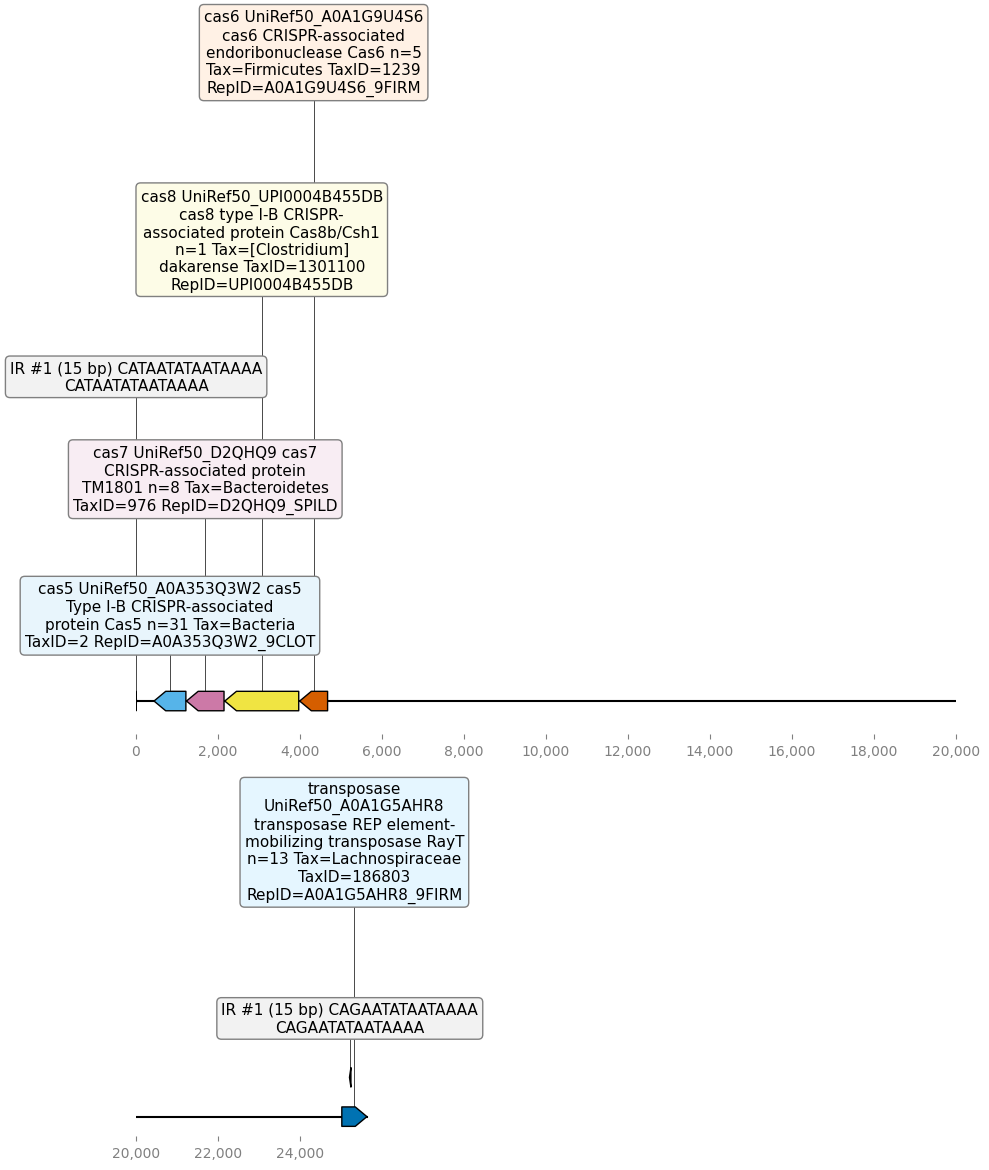 cas6 UniRef50_A0A1G9U4S6
cas6 CRISPR-associated
endoribonuclease Cas6 n=5
Tax=Firmicutes TaxID=1239
RepID=A0A1G9U4S6_9FIRM
cas8 UniRef50_UPI0004B455DB
cas8 type I-B CRISPR-
associated protein Cas8b/Csh1
n=1 Tax=[Clostridium]
dakarense TaxID=1301100
RepID=UPI0004B455DB
IR #1 (15 bp) CATAATATAATAAAA
CATAATATAATAAAA
cas7 UniRef50_D2QHQ9 cas7
CRISPR-associated protein
TM1801 n=8 Tax=Bacteroidetes
TaxID=976 RepID=D2QHQ9_SPILD
cas5 UniRef50_A0A353Q3W2 cas5
Type I-B CRISPR-associated
protein Cas5 n=31 Tax=Bacteria
TaxID=2 RepID=A0A353Q3W2_9CLOT
0 2,000 4,000 6,000 8,000 10,000 12,000 14,000 16,000 18,000 20,000
transposase
UniRef50_A0A1G5AHR8
transposase REP element-
mobilizing transposase RayT
n=13 Tax=Lachnospiraceae
TaxID=186803
RepID=A0A1G5AHR8_9FIRM
IR #1 (15 bp) CAGAATATAATAAAA
CAGAATATAATAAAA
20,000 22,000 24,000